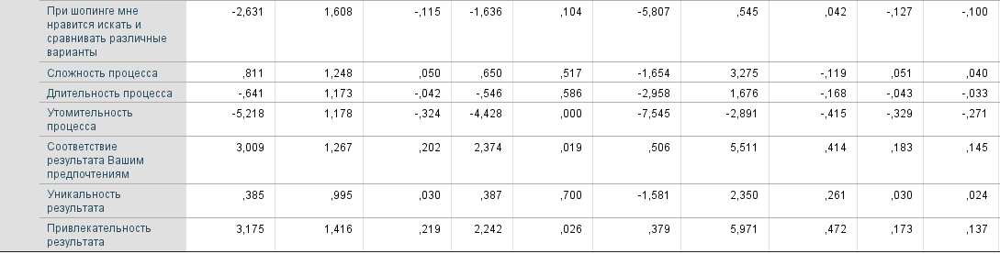 При шопинге мне -2,631 1,608 -,115 -1,636 ,104 -5,807 ,545 ,042 -,127 -,100
нравится искать и
сравнивать различные
варианты
Сложность процесса ,811 1,248 ,050 ,650 ,517 -1,654 3,275 -,119 ,051 ,040
Длительность процесса -,641 1,173 -,042 -,546 ,586 -2,958 1,676 -,168 -,043 -,033
Утомительность -5,218 1,178 -,324 -4,428 ,000 -7,545 -2,891 -,415 -,329 -,271
процесса
Соответствие 3,009 1,267 ,202 2,374 ,019 ,506 5,511 ,414 ,183 ,145
результата Вашим
предпочтениям
Уникальность ,385 ,995 ,030 ,387 ,700 -1,581 2,350 ,261 ,030 ,024
результата
Привлекательность 3,175 1,416 ,219 2,242 ,026 ,379 5,971 ,472 ,173 ,137
результата